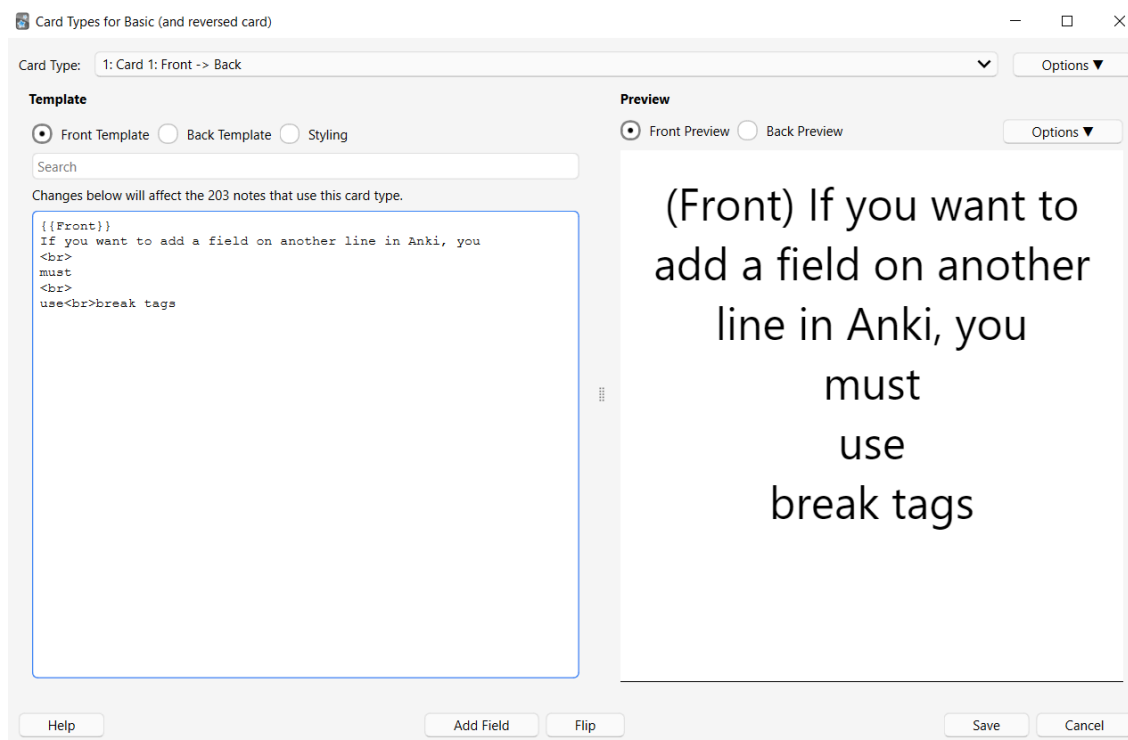 Card Types for Basic (and reversed card)
Card Type: 1: Card 1: Front -> Back Options ▼
Template
Front Template Back Template Styling
Search
Changes below will affect the 203 notes that use this card type.
{{Front}}
If you want to add a field on another line in Anki, you
<br>
must
<br>
use<br>break tags
Preview
Front Preview Back Preview Options ▼
(Front) If you want to
add a field on another
line in Anki, you
must
use
break tags
Help Add Field Flip Save Cancel